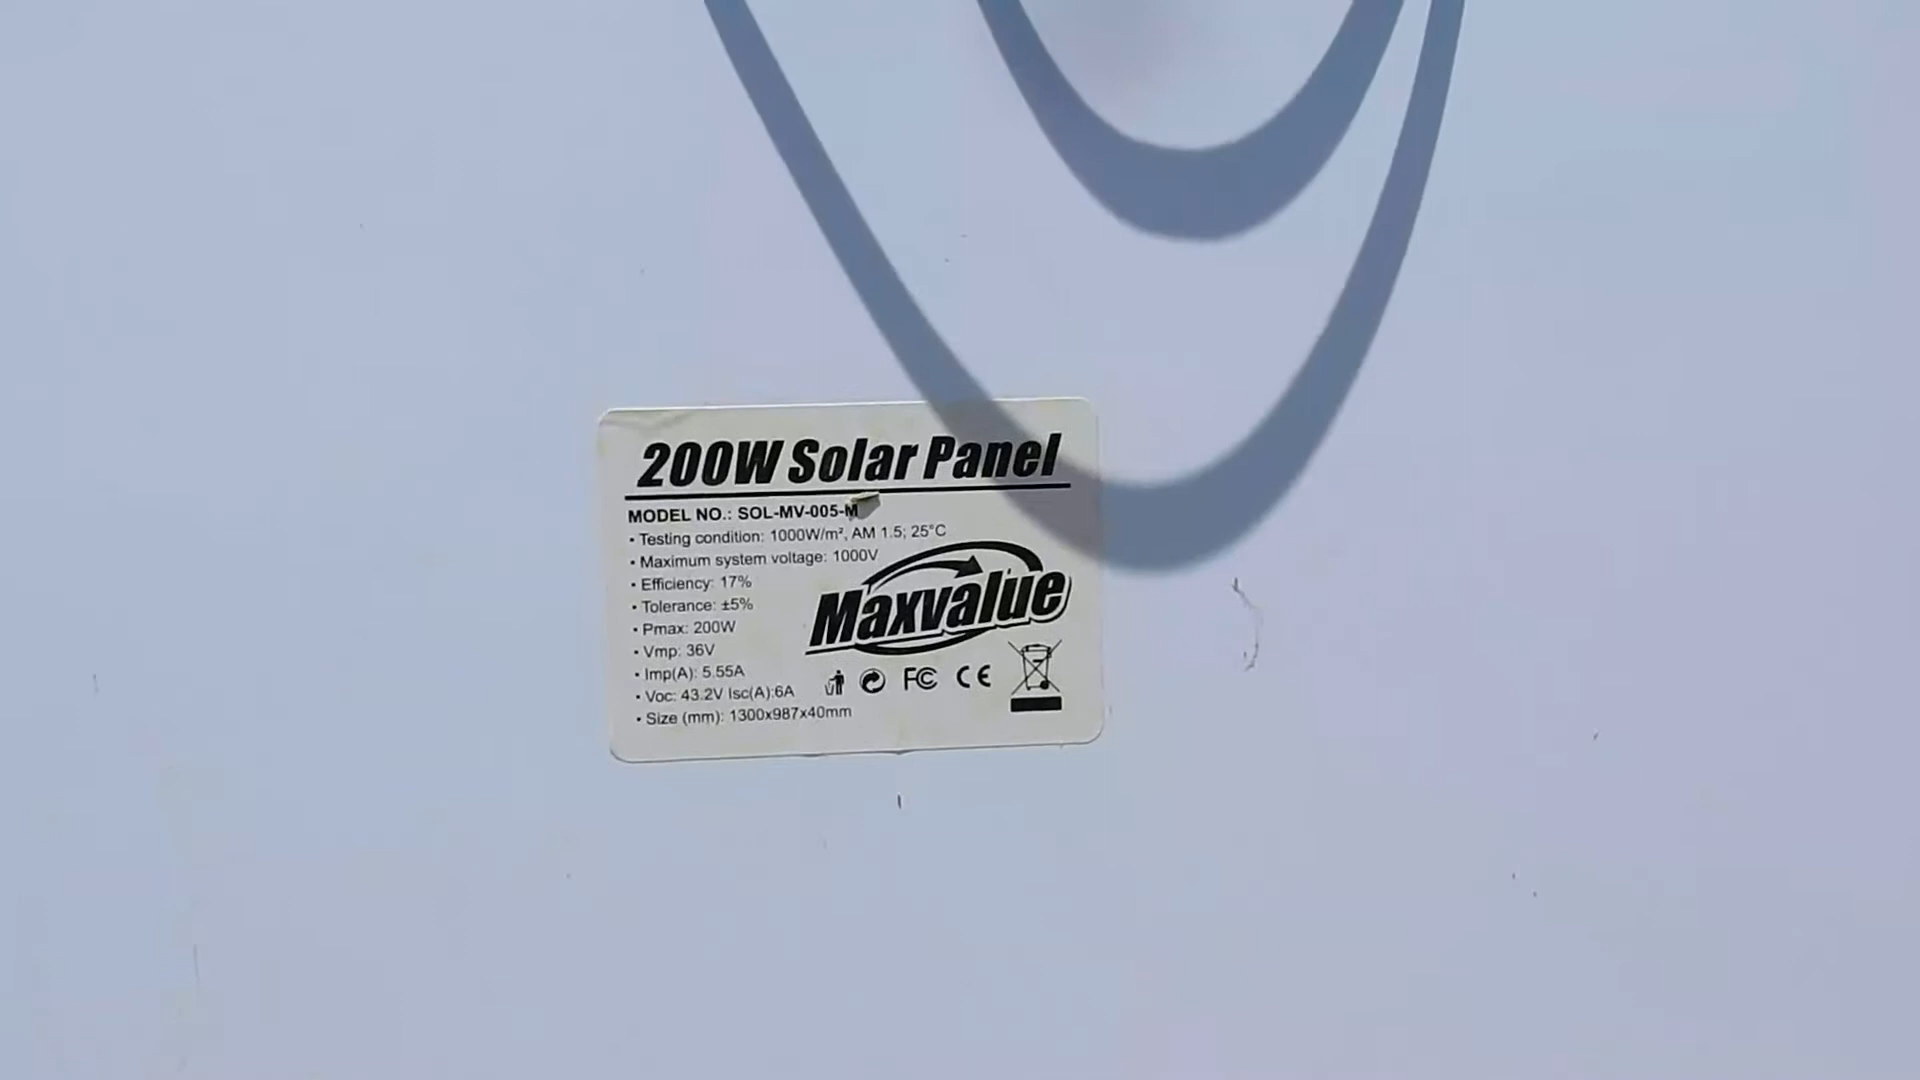 200W Solar Panel
MODEL NO.: SOL-MV-005-M
• Testing condition: 1000W/m², AM 1.5; 25°C
• Maximum system voltage: 1000V
• Efficiency: 17%
• Tolerance: ±5%
• Pmax: 200W
• Vmp: 36V
• Imp(A): 5.55A
• Voc: 43.2V Isc(A):6A
• Size (mm): 1300x987x40mm
Maxvalue
FC CE